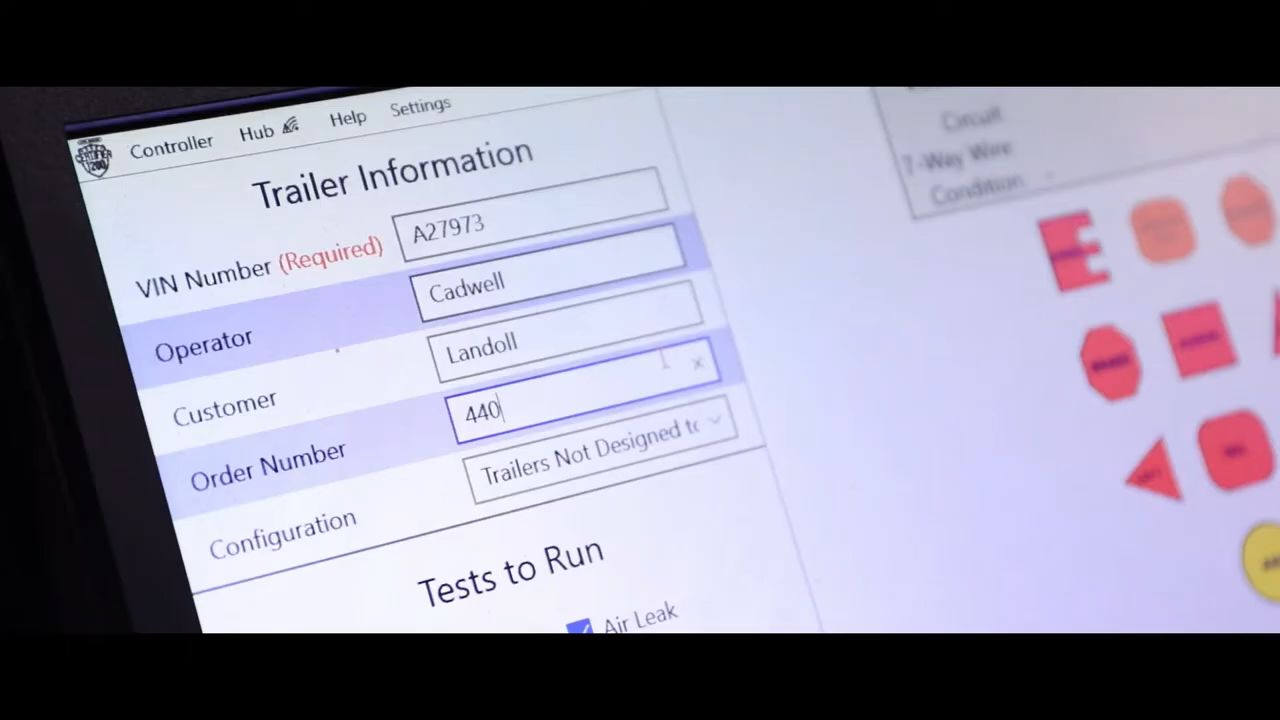 Controller Hub Help Settings
Trailer Information
VIN Number (Required) A27973
Operator Cadwell
Customer Landoll
Order Number 440
Configuration Trailers Not Designed to
Tests to Run
Air Leak
Circuit
7-Way Wire
Condition